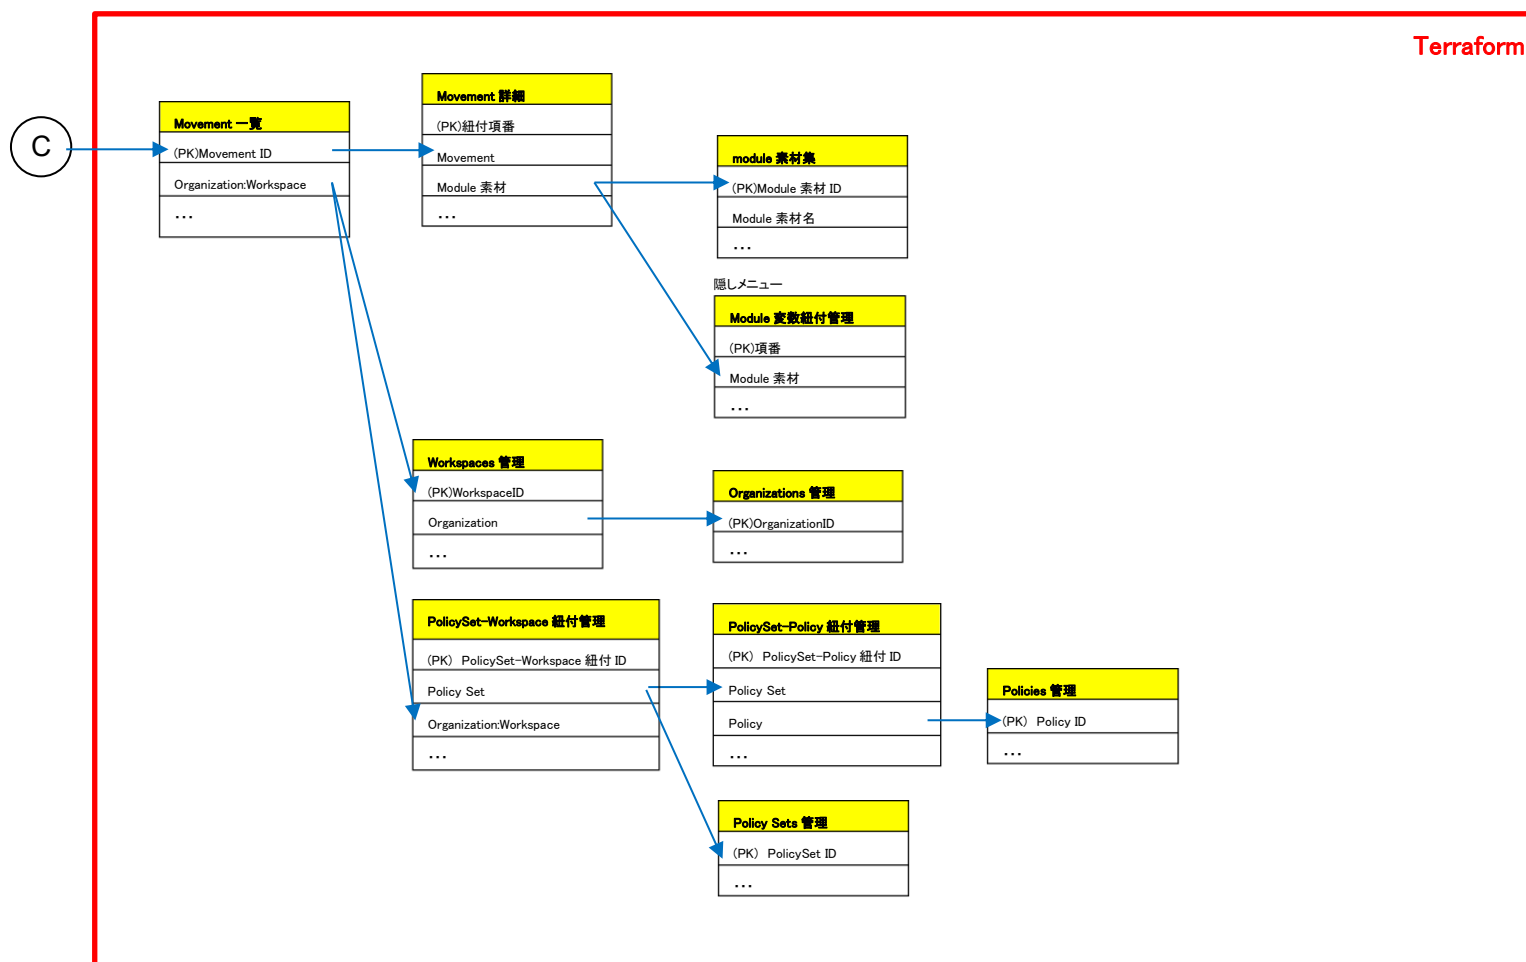 Terraform
C
Movement 一覧
(PK)Movement ID
Organization:Workspace
...
Movement 詳細
(PK)紐付項番
Movement
Module 素材
...
module 素材集
(PK)Module 素材 ID
Module 素材名
...
隠しメニュー
Module 変数紐付管理
(PK)項番
Module 素材
...
Workspaces 管理
(PK)WorkspaceID
Organization
...
Organizations 管理
(PK)OrganizationID
...
PolicySet-Workspace 紐付管理
(PK) PolicySet-Workspace 紐付 ID
Policy Set
Organization:Workspace
...
PolicySet-Policy 紐付管理
(PK) PolicySet-Policy 紐付 ID
Policy Set
Policy
...
Policies 管理
(PK) Policy ID
...
Policy Sets 管理
(PK) PolicySet ID
...